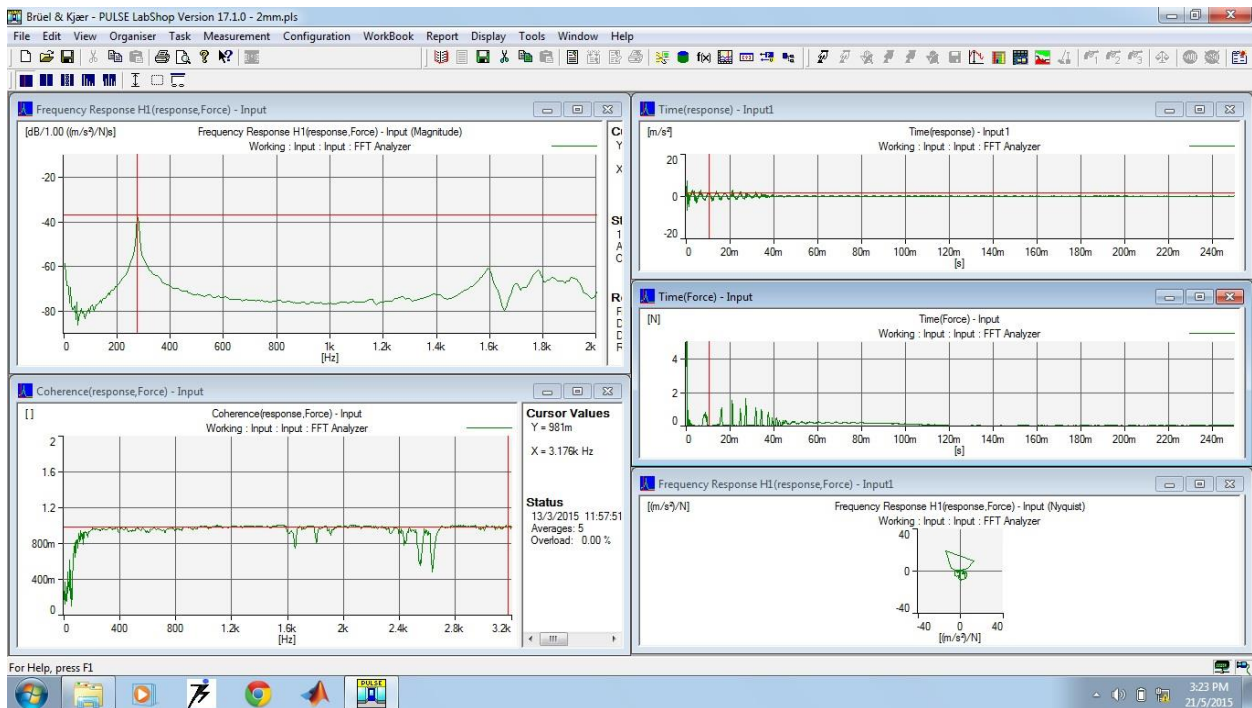 Brüel & Kjær - PULSE LabShop Version 17.1.0 - 2mm.pls
File Edit View Organiser Task Measurement Configuration WorkBook Report Display Tools Window Help
Frequency Response H1(response,Force) - Input
[dB/1.00 ((m/s²)/N)s] Frequency Response H1(response,Force) - Input (Magnitude)
Working : Input : Input : FFT Analyzer
-20
-40
-60
-80
0 200 400 600 800 1k 1.2k 1.4k 1.6k 1.8k 2k
[Hz]
Time(response) - Input1
[m/s²] Time(response) - Input1
Working : Input : Input : FFT Analyzer
20
0
-20
0 20m 40m 60m 80m 100m 120m 140m 160m 180m 200m 220m 240m
[s]
Time(Force) - Input
[N] Time(Force) - Input
Working : Input : Input : FFT Analyzer
4
2
0
0 20m 40m 60m 80m 100m 120m 140m 160m 180m 200m 220m 240m
[s]
Coherence(response,Force) - Input
[ ] Coherence(response,Force) - Input
Working : Input : Input : FFT Analyzer
2
1.6
1.2
800m
400m
0
0 400 800 1.2k 1.6k 2k 2.4k 2.8k 3.2k
[Hz]
Cursor Values
Y = 981m
X = 3.176k Hz
Status
13/3/2015 11:57:51
Averages: 5
Overload: 0.00 %
Frequency Response H1(response,Force) - Input1
[(m/s²)/N] Frequency Response H1(response,Force) - Input (Nyquist)
Working : Input : Input : FFT Analyzer
40
0
-40
-40 0 40
[(m/s²)/N]
For Help, press F1
PULSE
3:23 PM
21/5/2015